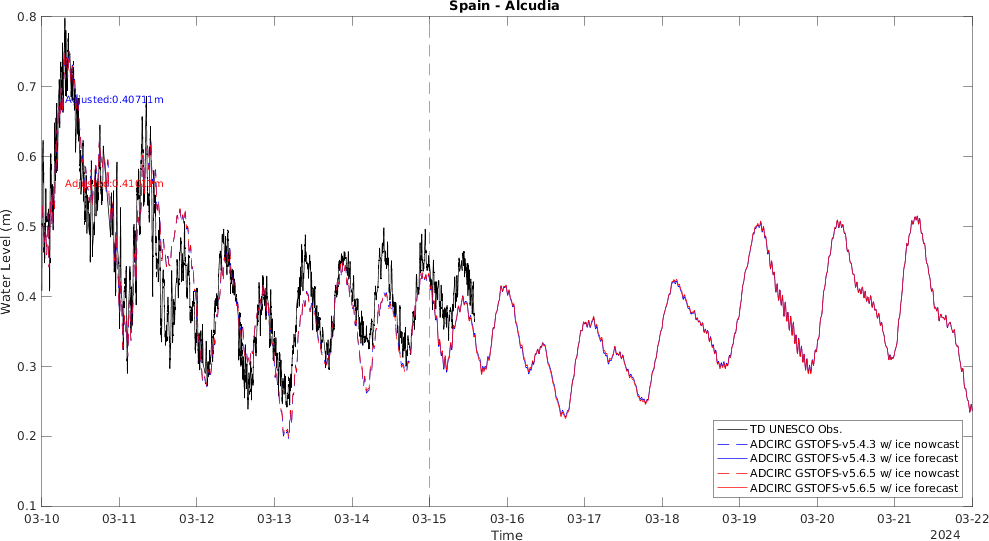 Spain - Alcudia
Water Level (m)
0.8
0.7
0.6
0.5
0.4
0.3
0.2
0.1
Adjusted:0.40711m
03-10
03-11
03-12
03-13
03-14
03-15
03-16
03-17
03-18
03-19
03-20
03-21
03-22
Time
2024
TD UNESCO Obs.
ADCIRC GSTOFS-v5.4.3 w/ ice nowcast
ADCIRC GSTOFS-v5.4.3 w/ ice forecast
ADCIRC GSTOFS-v5.6.5 w/ ice nowcast
ADCIRC GSTOFS-v5.6.5 w/ ice forecast